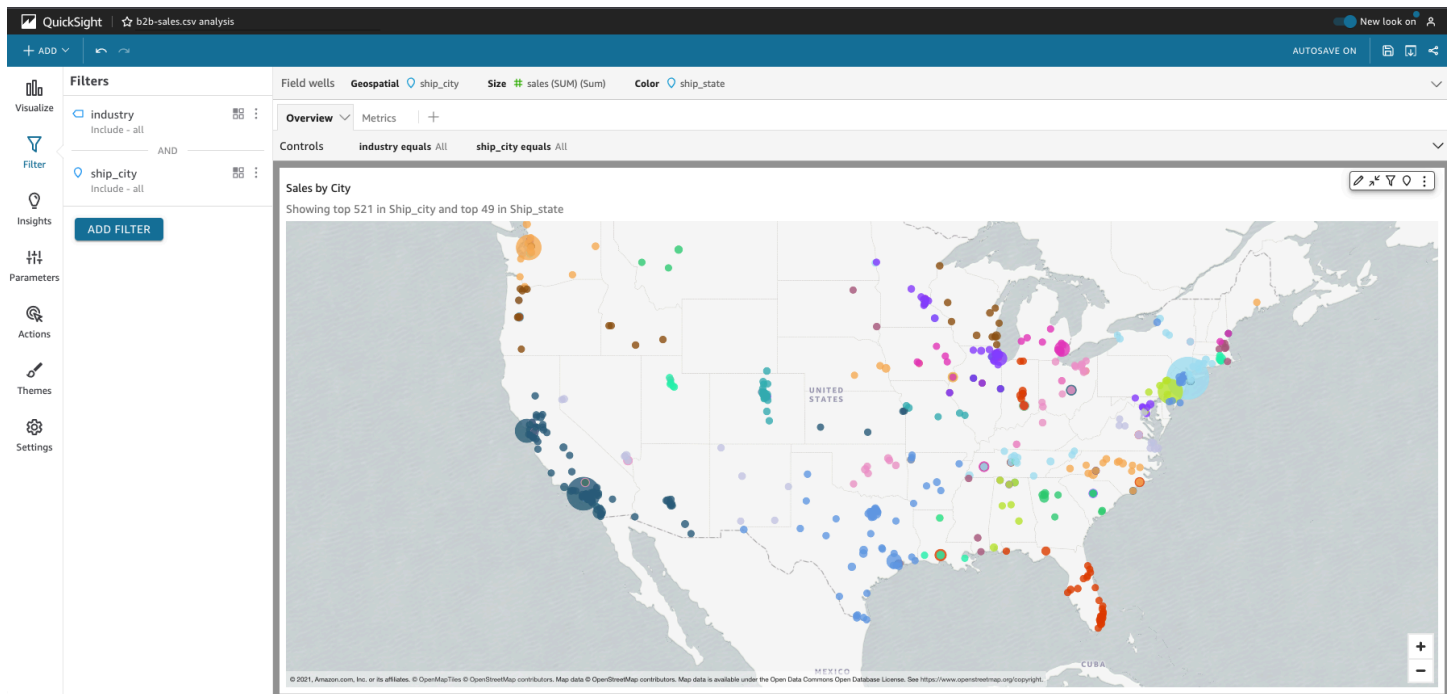 QuickSight b2b-sales.csv analysis New look on
+ ADD AUTOSAVE ON
Visualize
Filter
Insights
Parameters
Actions
Themes
Settings
Filters
industry
Include - all
AND
ship_city
Include - all
ADD FILTER
Field wells Geospatial ship_city Size # sales (SUM) (Sum) Color ship_state
Overview Metrics +
Controls industry equals All ship_city equals All
Sales by City
Showing top 521 in Ship_city and top 49 in Ship_state
UNITED
STATES
MEXICO
CUBA
+
−
© 2021, Amazon.com, Inc. or its affiliates. © OpenMapTiles © OpenStreetMap contributors. Map data © OpenStreetMap contributors. Map data is available under the Open Data Commons Open Database License. See https://www.openstreetmap.org/copyright.